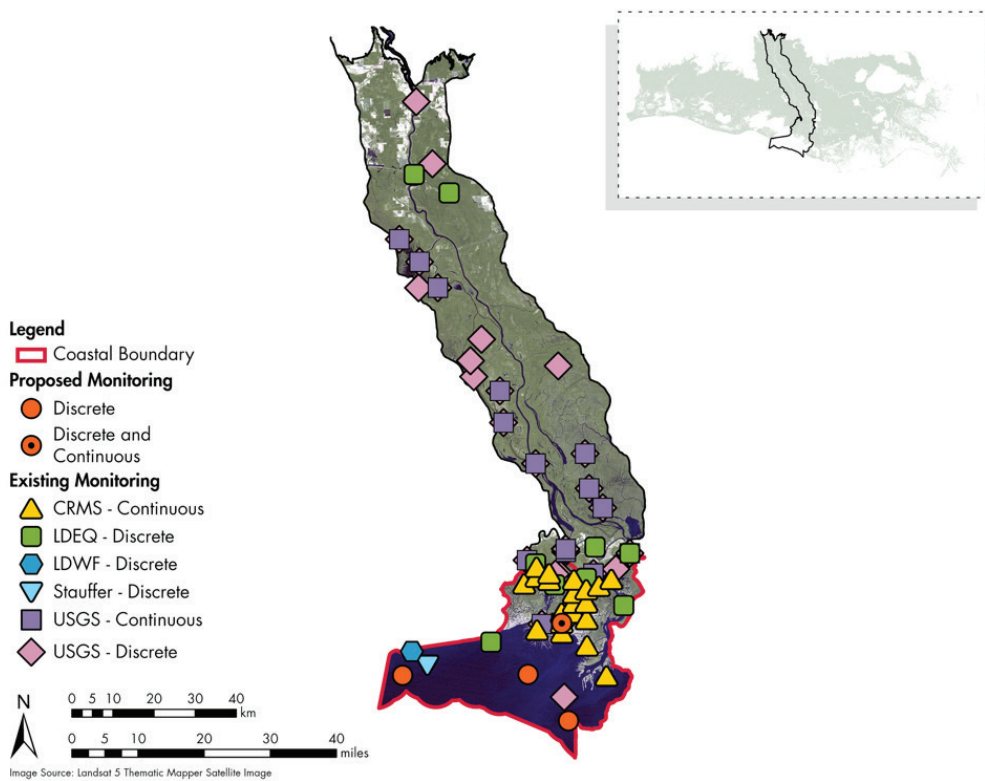 Legend
Coastal Boundary
Proposed Monitoring
Discrete
Discrete and
Continuous
Existing Monitoring
CRMS - Continuous
LDEQ - Discrete
LDWF - Discrete
Stauffer - Discrete
USGS - Continuous
USGS - Discrete
N
0 5 10 20 30 40
km
0 5 10 20 30 40
miles
Image Source: Landsat 5 Thematic Mapper Satellite Image